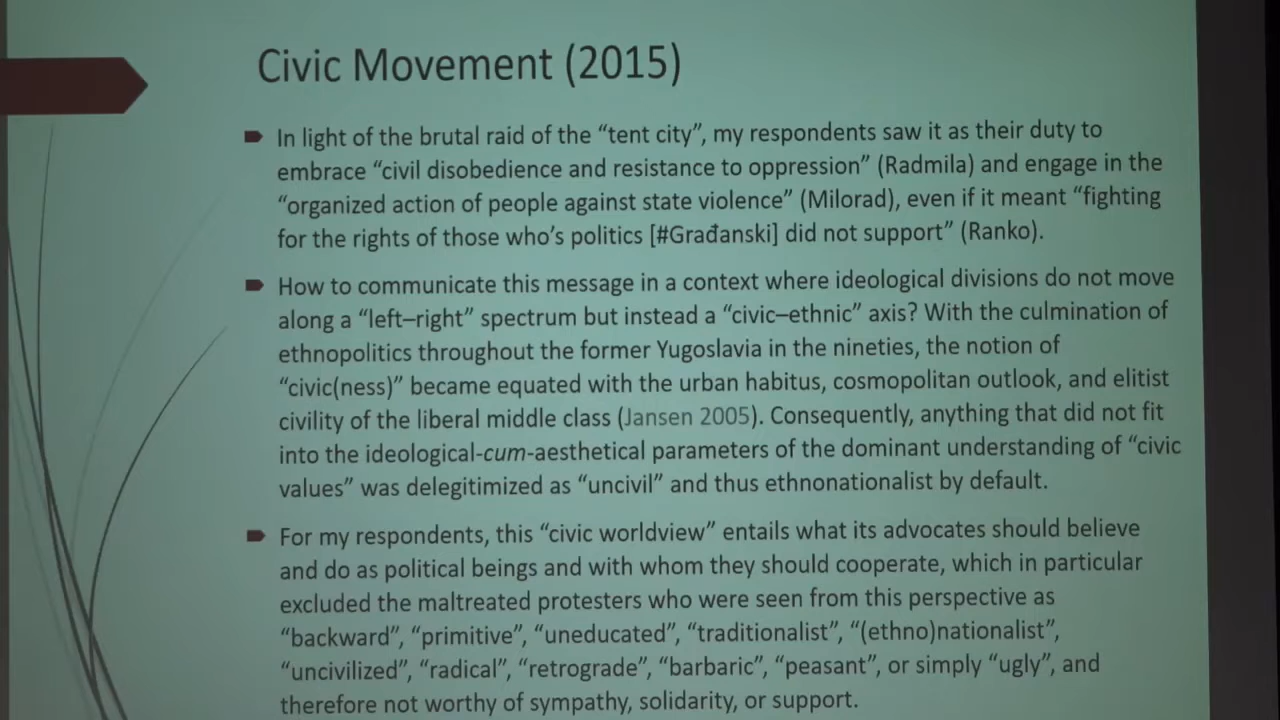 Civic Movement (2015)
In light of the brutal raid of the “tent city”, my respondents saw it as their duty to
embrace “civil disobedience and resistance to oppression” (Radmila) and engage in the
“organized action of people against state violence” (Milorad), even if it meant “fighting
for the rights of those who’s politics [#Građanski] did not support” (Ranko).
How to communicate this message in a context where ideological divisions do not move
along a “left–right” spectrum but instead a “civic–ethnic” axis? With the culmination of
ethnopolitics throughout the former Yugoslavia in the nineties, the notion of
“civic(ness)” became equated with the urban habitus, cosmopolitan outlook, and elitist
civility of the liberal middle class (Jansen 2005). Consequently, anything that did not fit
into the ideological-cum-aesthetical parameters of the dominant understanding of “civic
values” was delegitimized as “uncivil” and thus ethnonationalist by default.
For my respondents, this “civic worldview” entails what its advocates should believe
and do as political beings and with whom they should cooperate, which in particular
excluded the maltreated protesters who were seen from this perspective as
“backward”, “primitive”, “uneducated”, “traditionalist”, “(ethno)nationalist”,
“uncivilized”, “radical”, “retrograde”, “barbaric”, “peasant”, or simply “ugly”, and
therefore not worthy of sympathy, solidarity, or support.